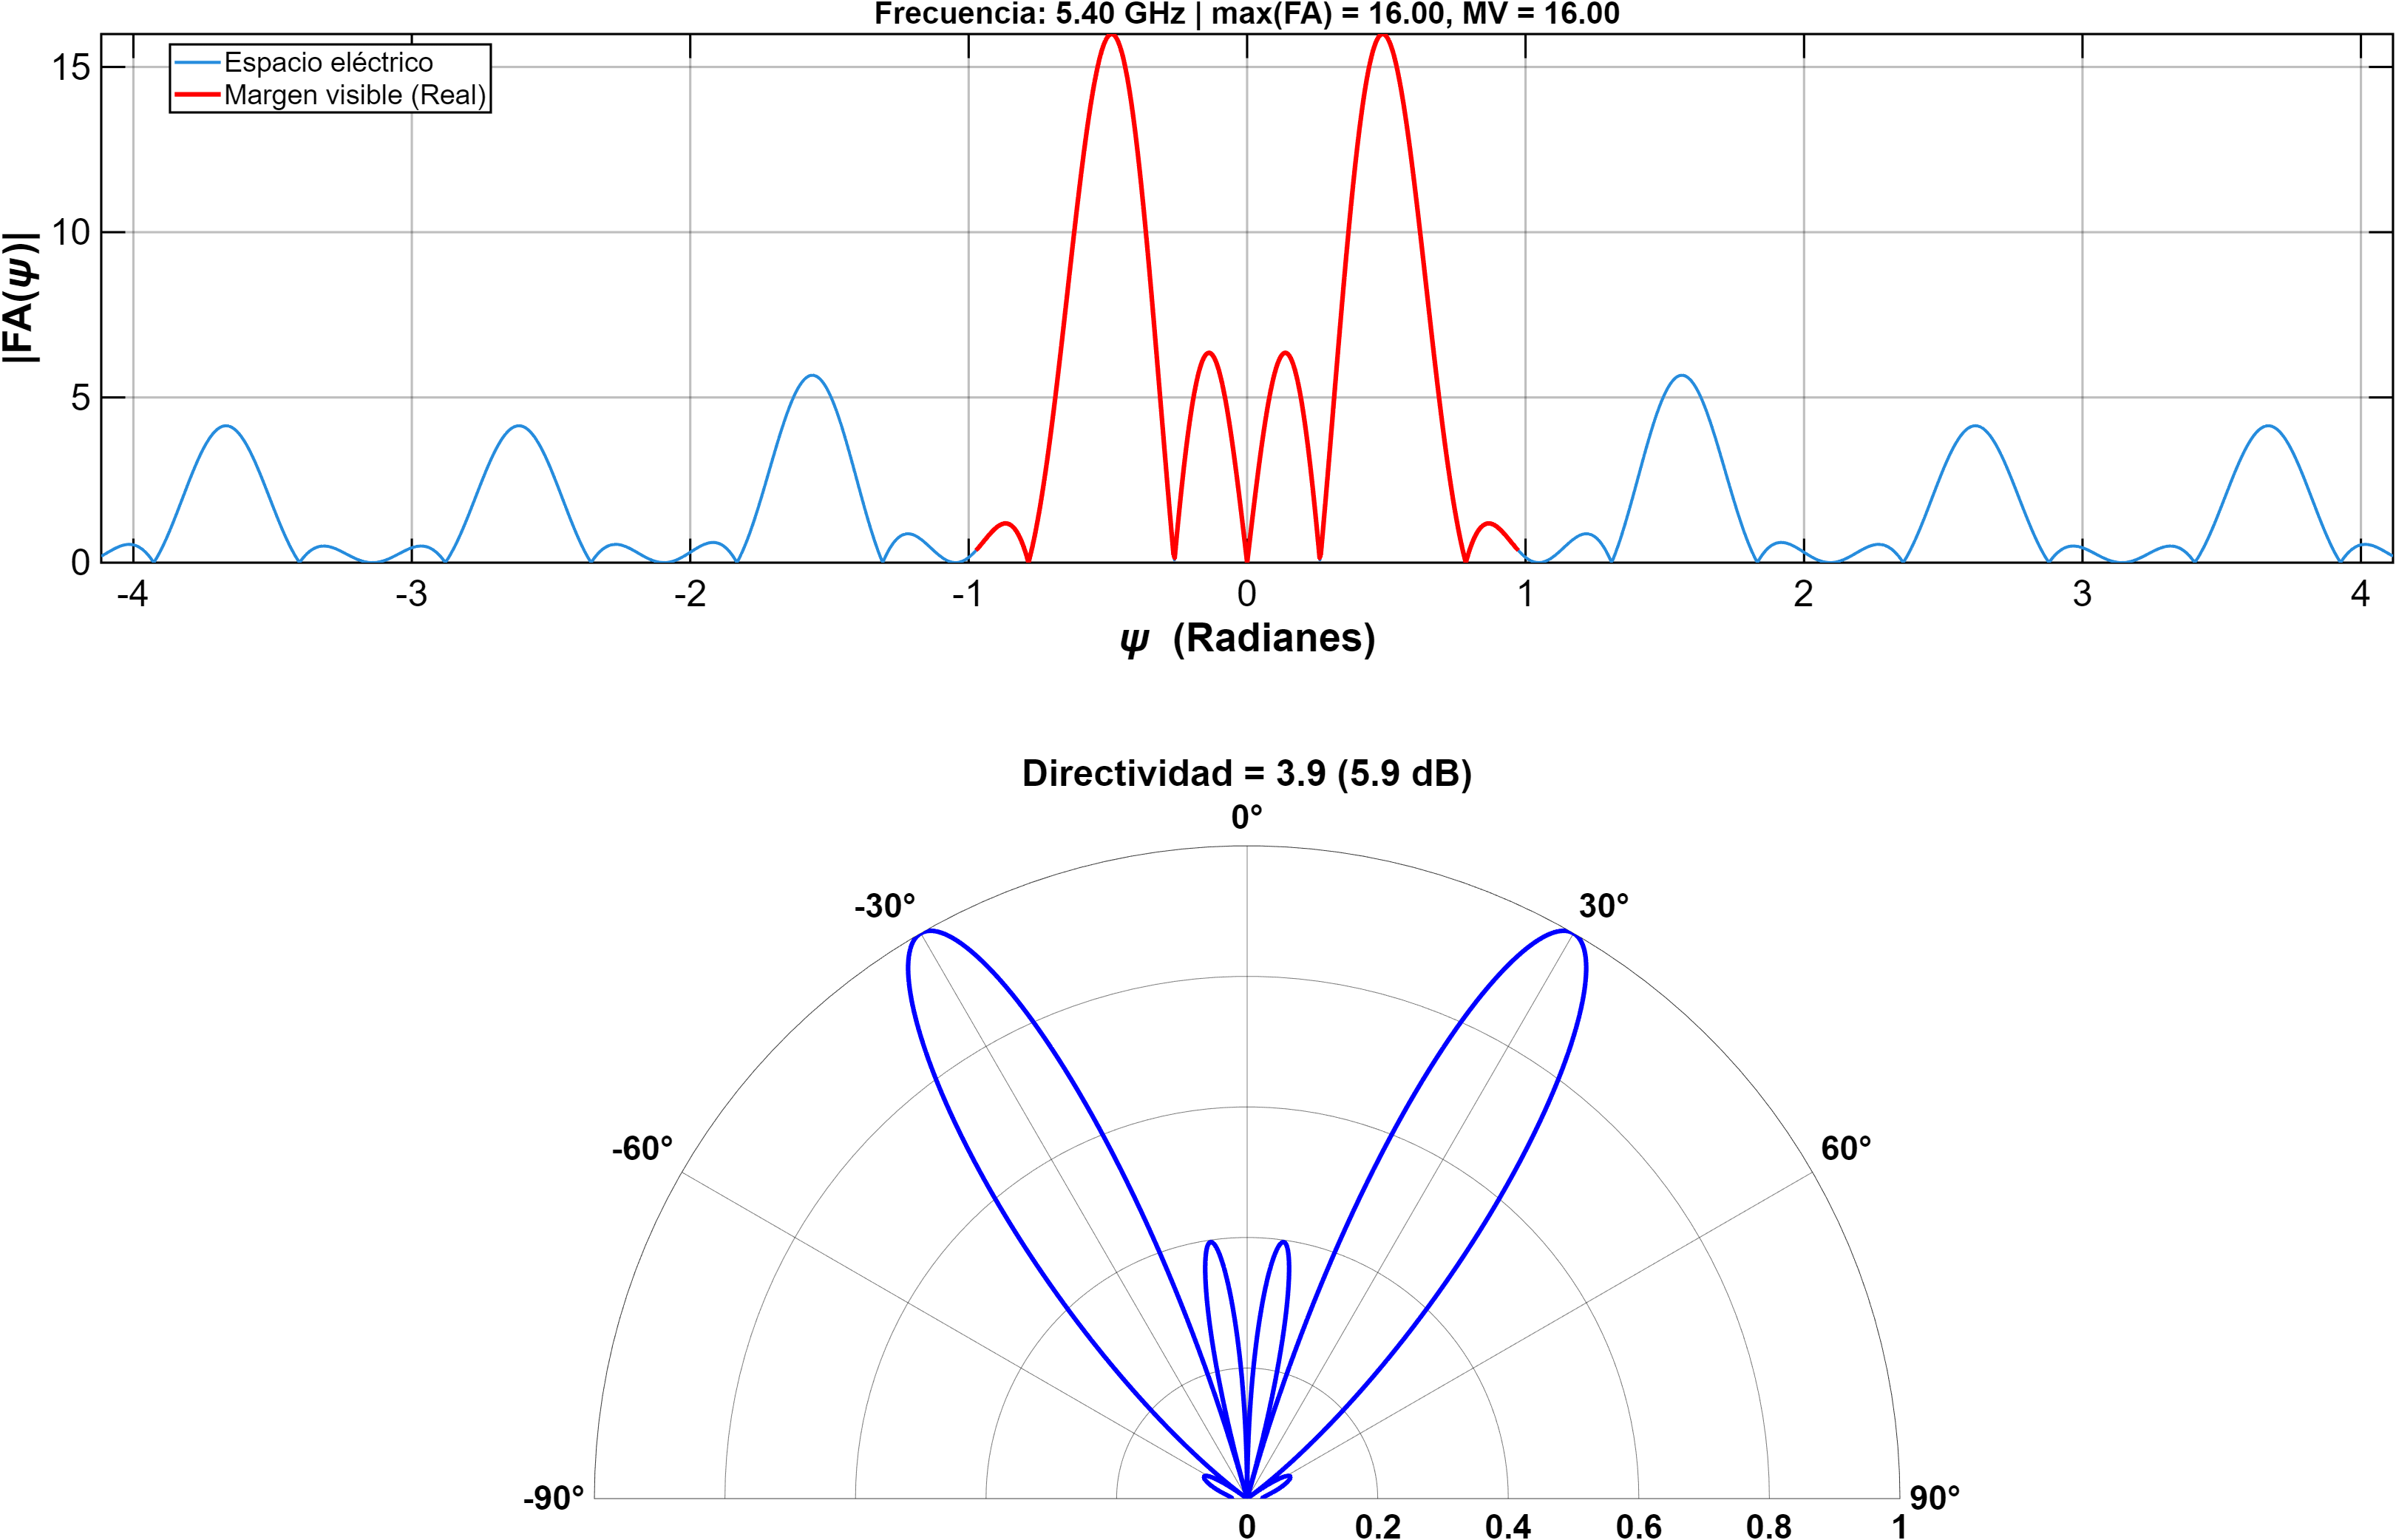 Frecuencia: 5.40 GHz | max(FA) = 16.00, MV = 16.00
Espacio eléctrico
Margen visible (Real)
15
10
5
0
|FA(ψ)|
-4 -3 -2 -1 0 1 2 3 4
ψ (Radianes)
Directividad = 3.9 (5.9 dB)
0°
-30° 30°
-60° 60°
-90° 90°
0 0.2 0.4 0.6 0.8 1